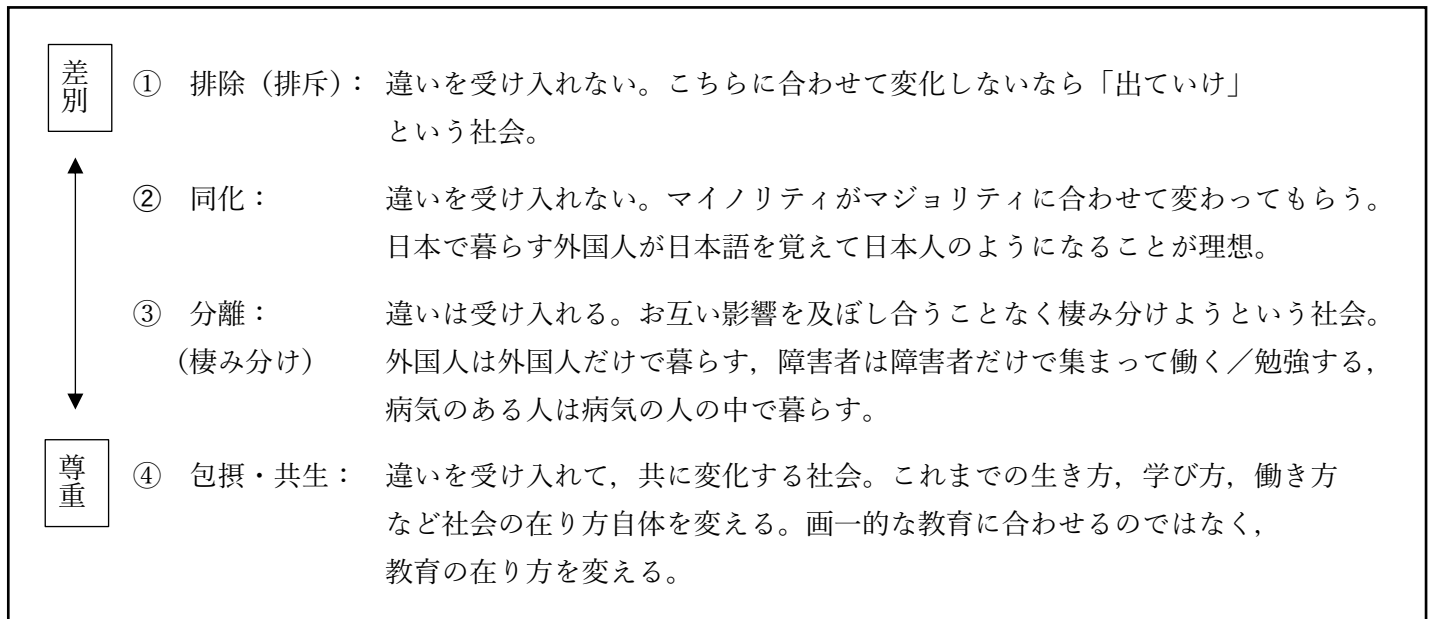 差別
① 排除（排斥）： 違いを受け入れない。こちらに合わせて変化しないなら「出ていけ」
という社会。
② 同化： 違いを受け入れない。マイノリティがマジョリティに合わせて変わってもらう。
日本で暮らす外国人が日本語を覚えて日本人のようになることが理想。
③ 分離： 違いは受け入れる。お互い影響を及ぼし合うことなく棲み分けようという社会。
（棲み分け） 外国人は外国人だけで暮らす，障害者は障害者だけで集まって働く／勉強する，
病気のある人は病気の人の中で暮らす。
尊重
④ 包摂・共生： 違いを受け入れて，共に変化する社会。これまでの生き方，学び方，働き方
など社会の在り方自体を変える。画一的な教育に合わせるのではなく，
教育の在り方を変える。